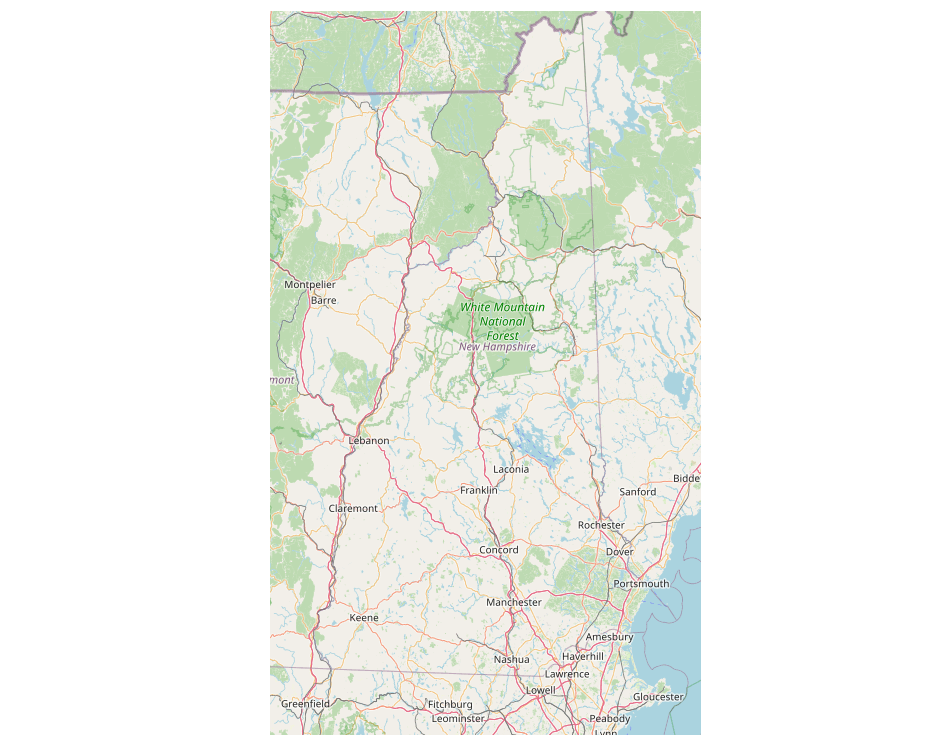 Montpelier
Barre
White Mountain
National
Forest
New Hampshire
mont
Lebanon
Laconia
Bidde
Franklin
Sanford
Claremont
Rochester
Concord
Dover
Portsmouth
Manchester
Keene
Amesbury
Nashua
Haverhill
Lawrence
Lowell
Gloucester
Greenfield
Fitchburg
Leominster
Peabody
Lynn